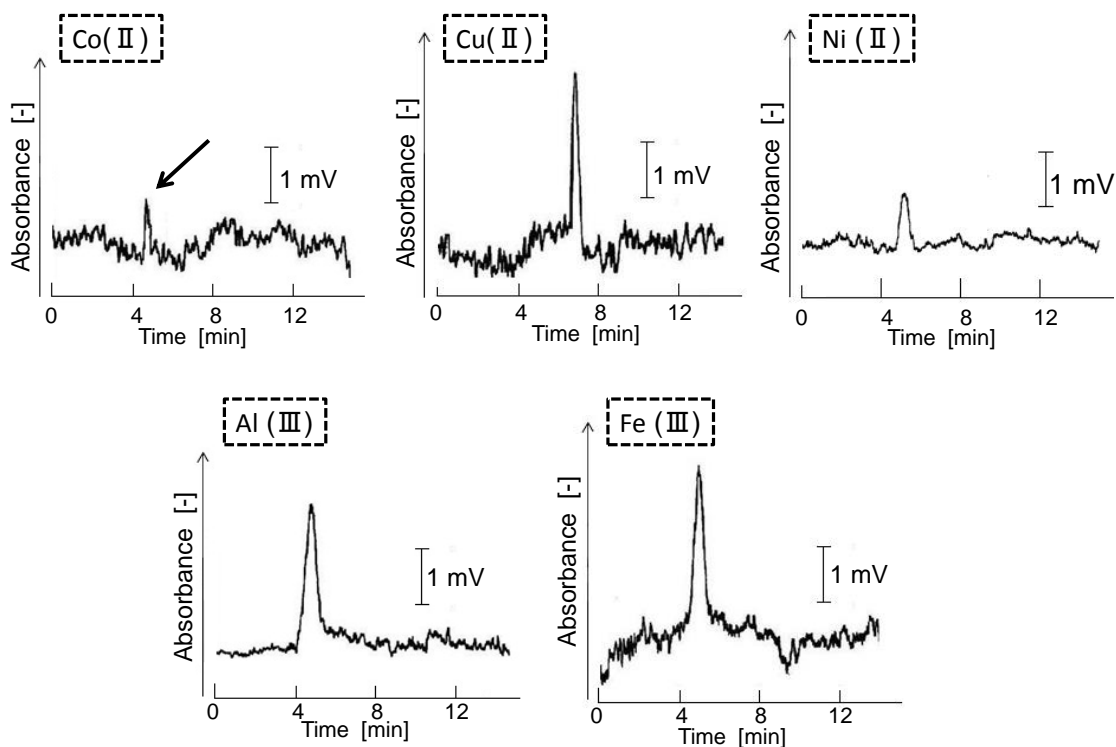 Co(Ⅱ)
Absorbance [-]
1 mV
0 4 8 12
Time [min]
Cu(Ⅱ)
Absorbance [-]
1 mV
0 4 8 12
Time [min]
Ni (Ⅱ)
Absorbance [-]
1 mV
0 4 8 12
Time [min]
Al (Ⅲ)
Absorbance [-]
1 mV
0 4 8 12
Time [min]
Fe (Ⅲ)
Absorbance [-]
1 mV
0 4 8 12
Time [min]